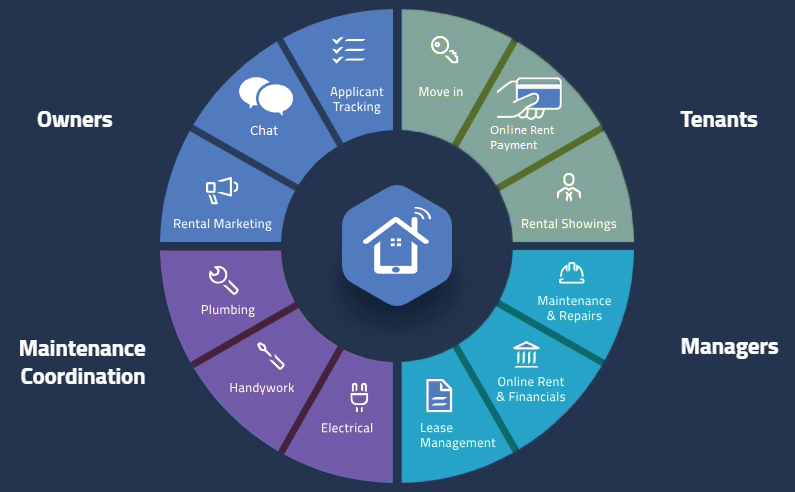 Owners
Tenants
Applicant
Tracking
Move in
Chat
Online Rent
Payment
Rental Marketing
Rental Showings
Plumbing
Maintenance
& Repairs
Maintenance
Coordination
Managers
Handywork
Online Rent
& Financials
Electrical
Lease
Management